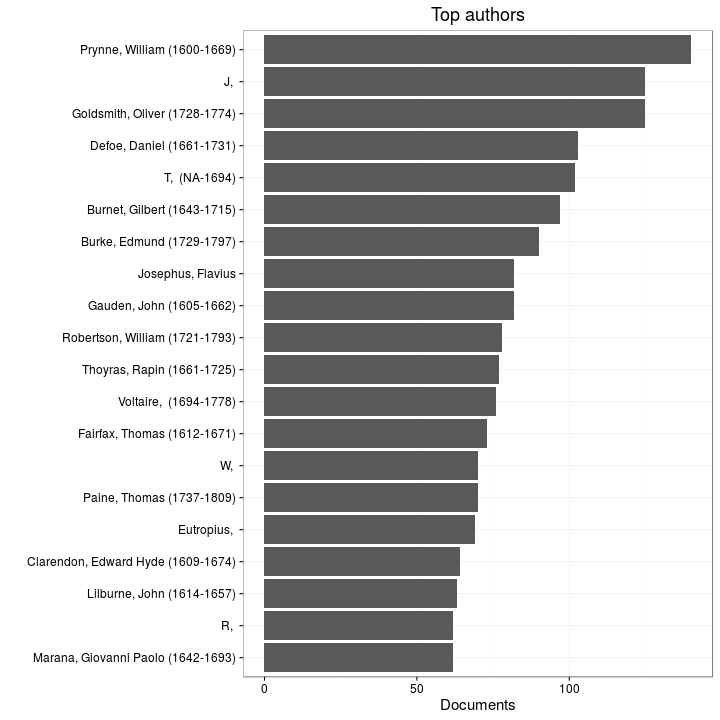 Top authors
Prynne, William (1600-1669)
J,
Goldsmith, Oliver (1728-1774)
Defoe, Daniel (1661-1731)
T,  (NA-1694)
Burnet, Gilbert (1643-1715)
Burke, Edmund (1729-1797)
Josephus, Flavius
Gauden, John (1605-1662)
Robertson, William (1721-1793)
Thoyras, Rapin (1661-1725)
Voltaire,  (1694-1778)
Fairfax, Thomas (1612-1671)
W,
Paine, Thomas (1737-1809)
Eutropius,
Clarendon, Edward Hyde (1609-1674)
Lilburne, John (1614-1657)
R,
Marana, Giovanni Paolo (1642-1693)
0 50 100
Documents